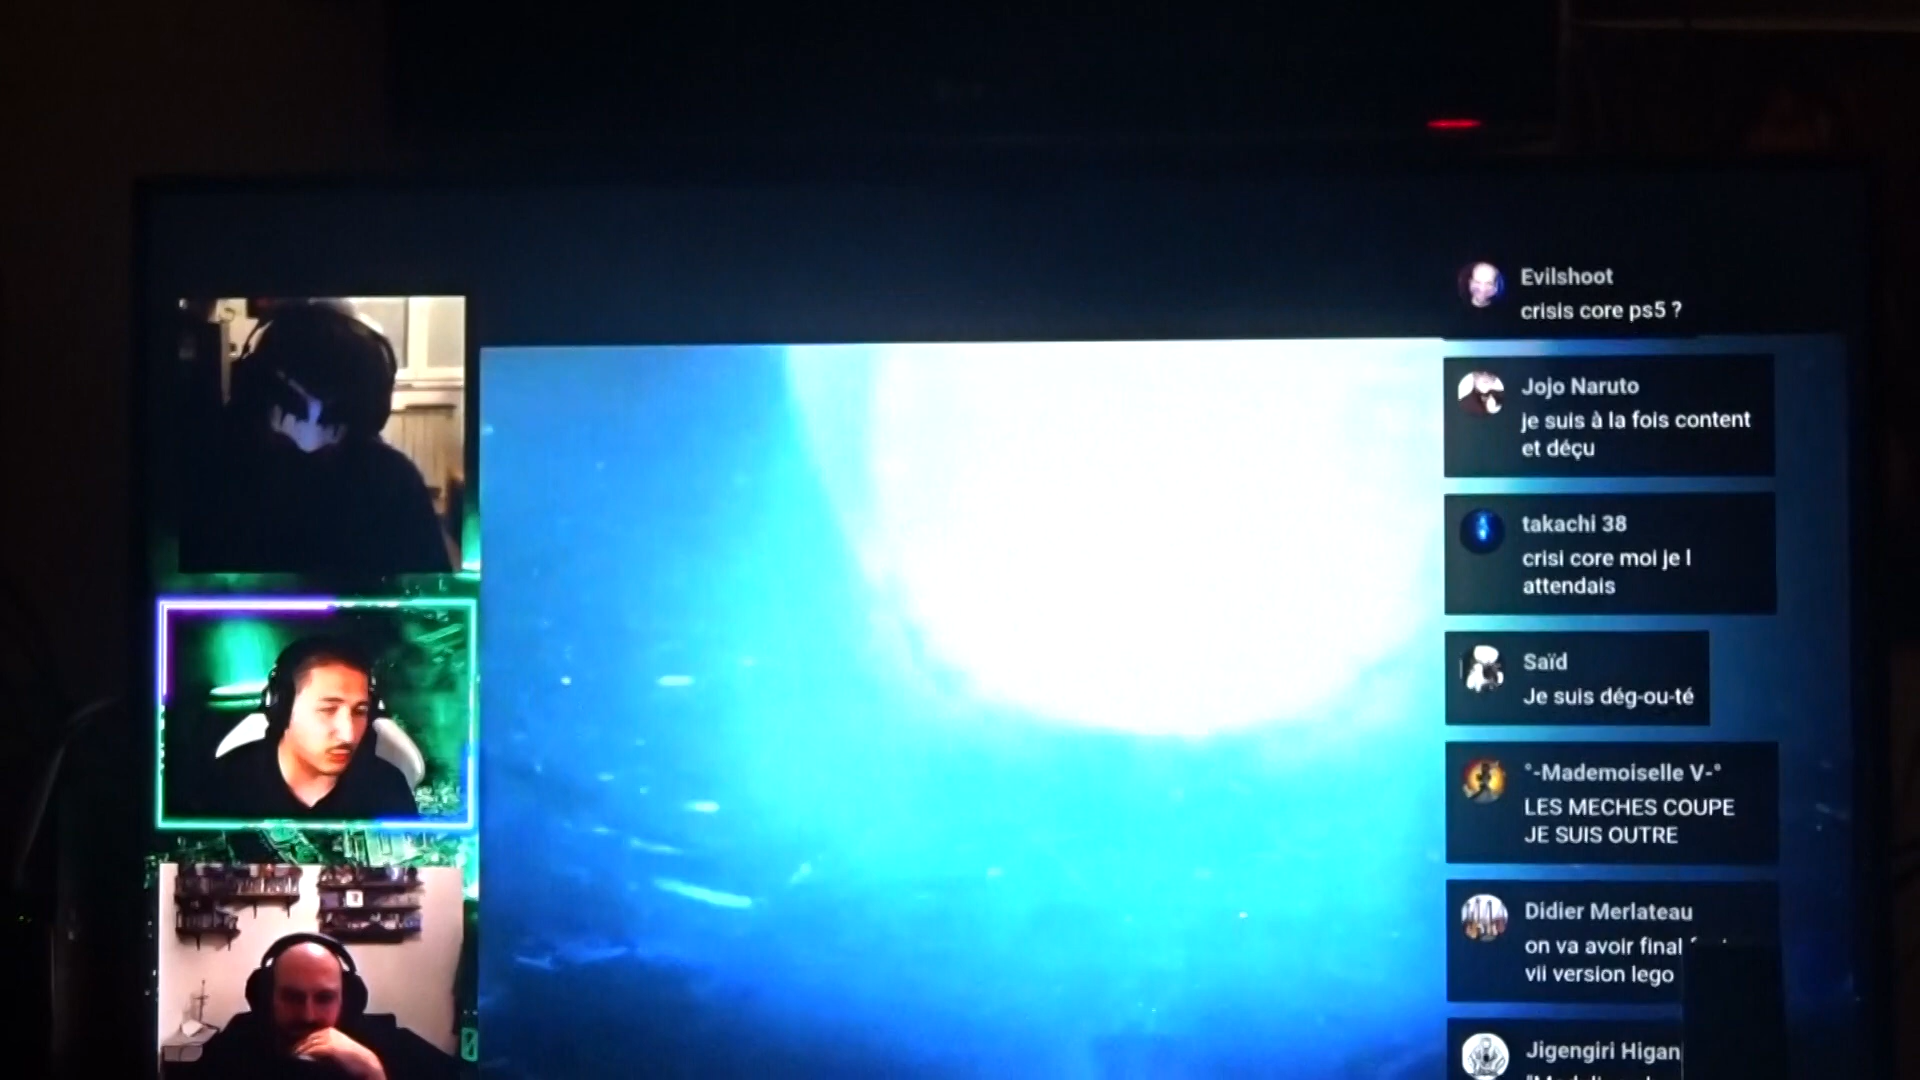 Evilshoot
crisis core ps5 ?
Jojo Naruto
je suis à la fois content
et déçu
takachi 38
crisi core moi je l
attendais
Saïd
Je suis dég-ou-té
°-Mademoiselle V-°
LES MECHES COUPE
JE SUIS OUTRE
Didier Merlateau
on va avoir final
vii version lego
Jigengiri Higan